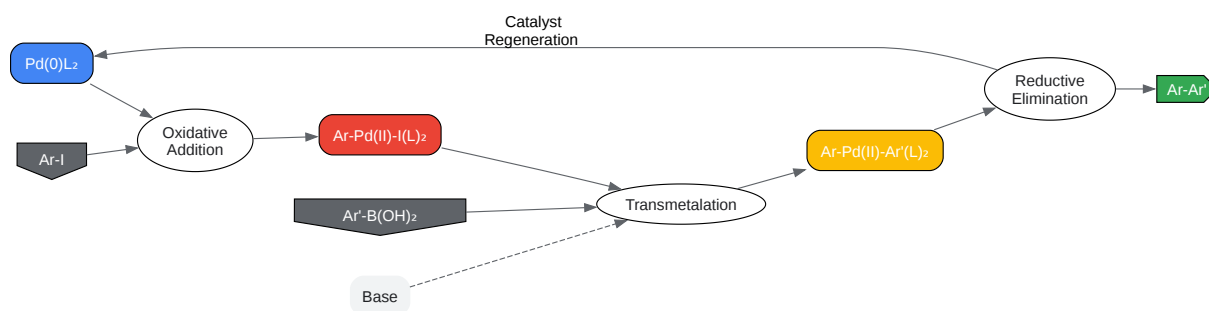 Catalyst
Regeneration
Pd(0)L₂
Oxidative
Addition
Ar-I
Ar-Pd(II)-I(L)₂
Ar'-B(OH)₂
Base
Transmetalation
Ar-Pd(II)-Ar'(L)₂
Reductive
Elimination
Ar-Ar'